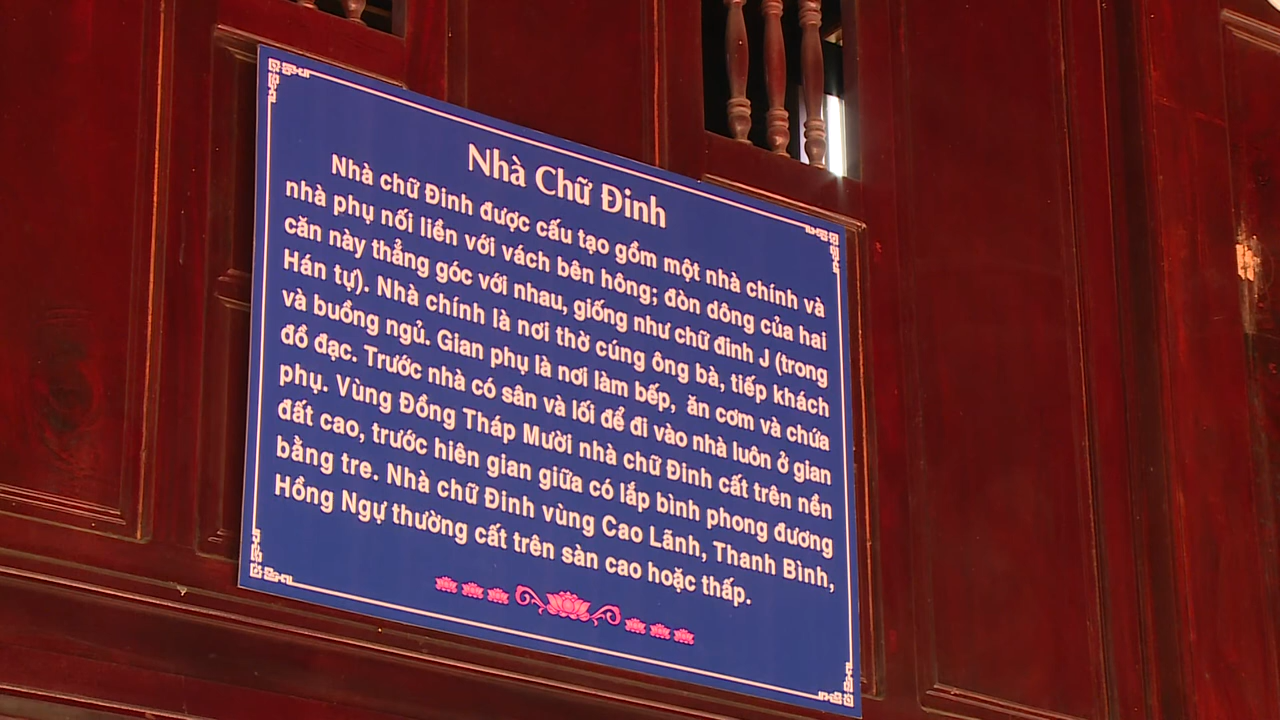 Nhà Chữ Đinh
Nhà chữ Đinh được cấu tạo gồm một nhà chính và
nhà phụ nối liền với vách bên hông; đòn dông của hai
căn này thẳng góc với nhau, giống như chữ đinh J (trong
Hán tự). Nhà chính là nơi thờ cúng ông bà, tiếp khách
và buồng ngủ. Gian phụ là nơi làm bếp, ăn cơm và chứa
đồ đạc. Trước nhà có sân và lối để đi vào nhà luôn ở gian
phụ. Vùng Đồng Tháp Mười nhà chữ Đinh cất trên nền
đất cao, trước hiên gian giữa có lắp bình phong đương
bằng tre. Nhà chữ Đinh vùng Cao Lãnh, Thanh Bình,
Hồng Ngự thường cất trên sàn cao hoặc thấp.